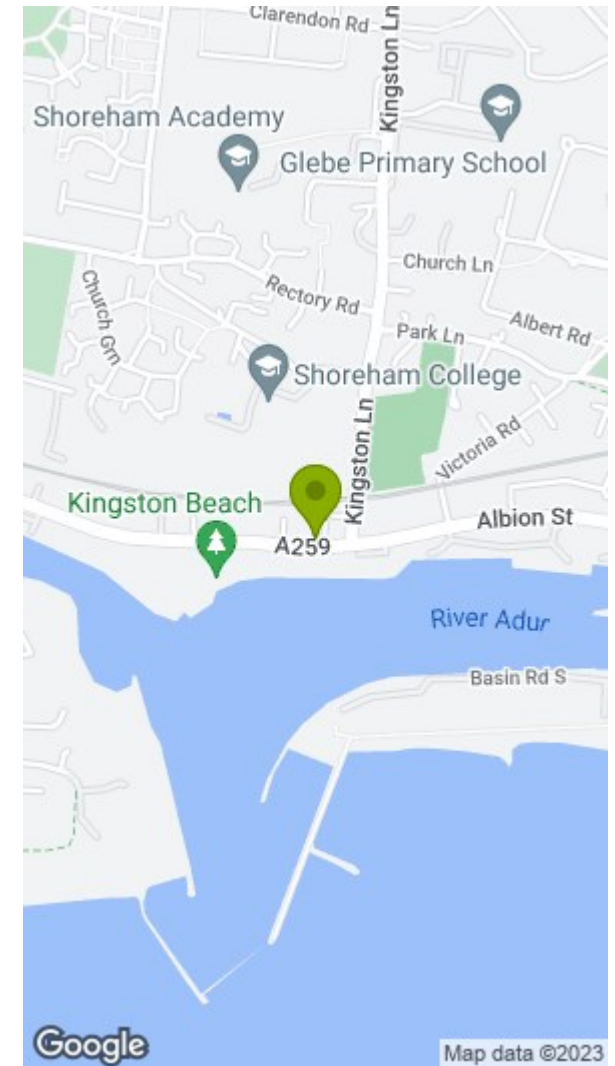 Clarendon Rd
Kingston Ln
Shoreham Academy
Glebe Primary School
Church Ln
Rectory Rd
Church Grn
Park Ln
Albert Rd
Shoreham College
Victoria Rd
Kingston Ln
Kingston Beach
Albion St
A259
River Adur
Basin Rd S
Google
Map data ©2023